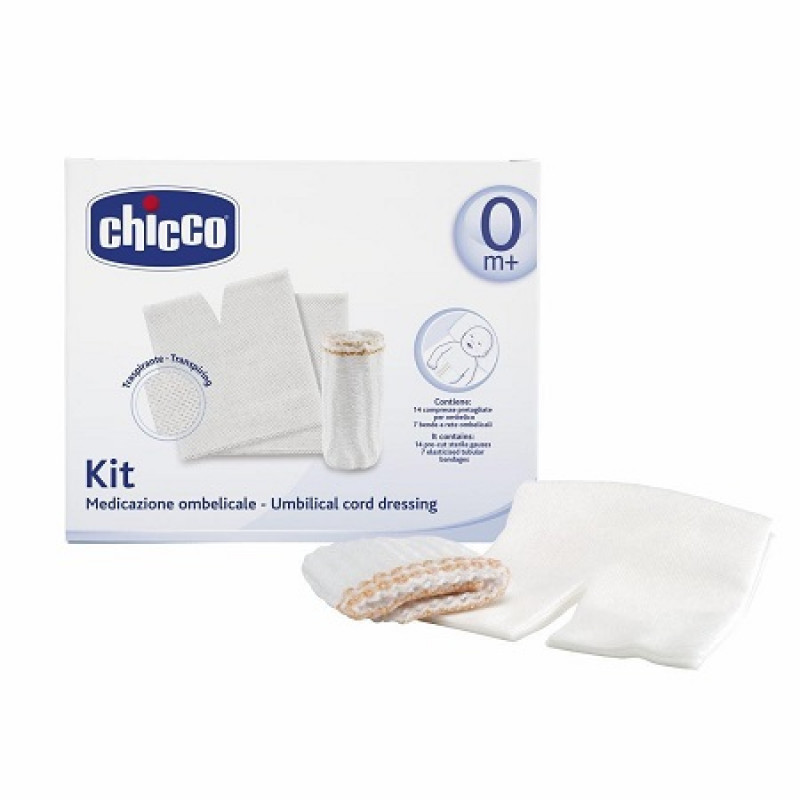 chicco
0
m+
Traspirante - Transpiring
Contiene:
14 compresse pretagliate
per ombelico
7 bende a rete ombelicali
It contains:
14 pre-cut sterile gauzes
7 elasticised tubular
bandages
Kit
Medicazione ombelicale - Umbilical cord dressing